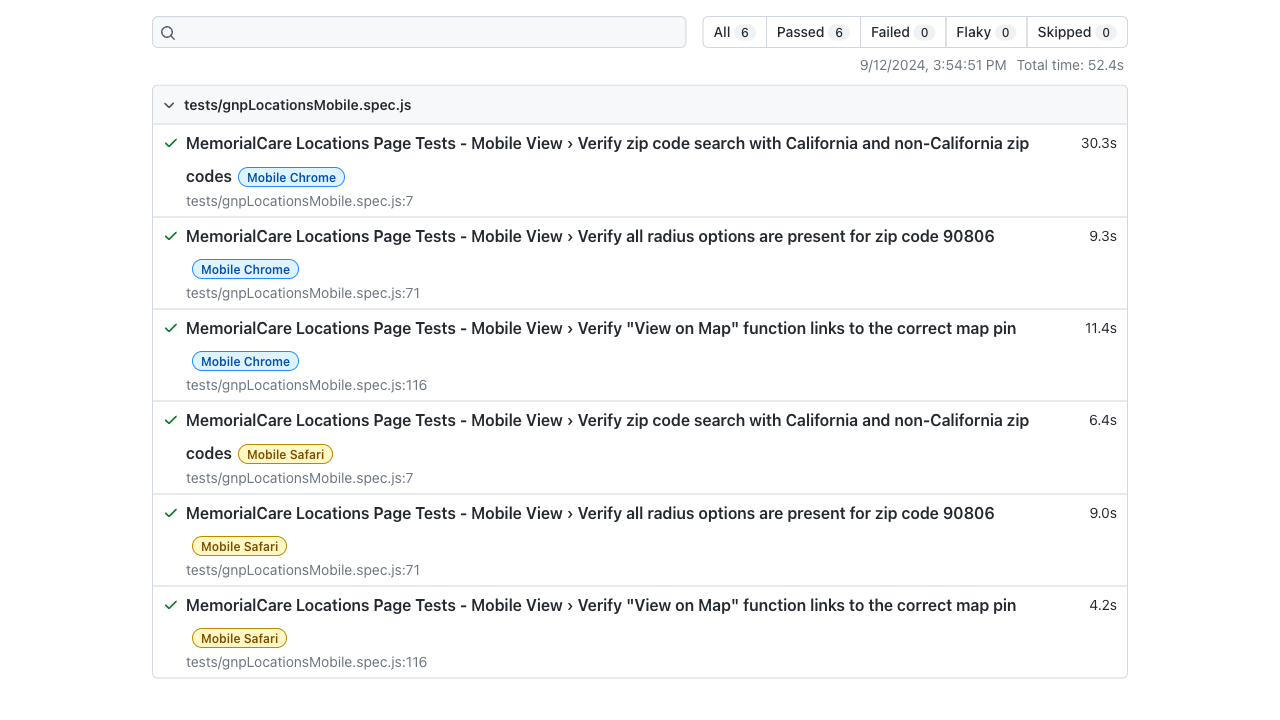 All 6 Passed 6 Failed 0 Flaky 0 Skipped 0
9/12/2024, 3:54:51 PM Total time: 52.4s
tests/gnpLocationsMobile.spec.js
MemorialCare Locations Page Tests - Mobile View › Verify zip code search with California and non-California zip 30.3s
codes Mobile Chrome
tests/gnpLocationsMobile.spec.js:7
MemorialCare Locations Page Tests - Mobile View › Verify all radius options are present for zip code 90806 9.3s
Mobile Chrome
tests/gnpLocationsMobile.spec.js:71
MemorialCare Locations Page Tests - Mobile View › Verify "View on Map" function links to the correct map pin 11.4s
Mobile Chrome
tests/gnpLocationsMobile.spec.js:116
MemorialCare Locations Page Tests - Mobile View › Verify zip code search with California and non-California zip 6.4s
codes Mobile Safari
tests/gnpLocationsMobile.spec.js:7
MemorialCare Locations Page Tests - Mobile View › Verify all radius options are present for zip code 90806 9.0s
Mobile Safari
tests/gnpLocationsMobile.spec.js:71
MemorialCare Locations Page Tests - Mobile View › Verify "View on Map" function links to the correct map pin 4.2s
Mobile Safari
tests/gnpLocationsMobile.spec.js:116